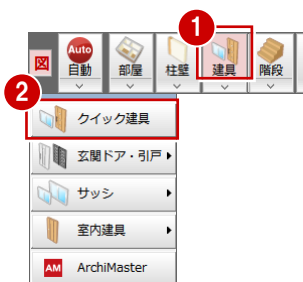 1
図
Auto
自動
部屋
柱壁
建具
階段
2
クイック建具
玄関ドア・引戸
サッシ
室内建具
AM ArchiMaster